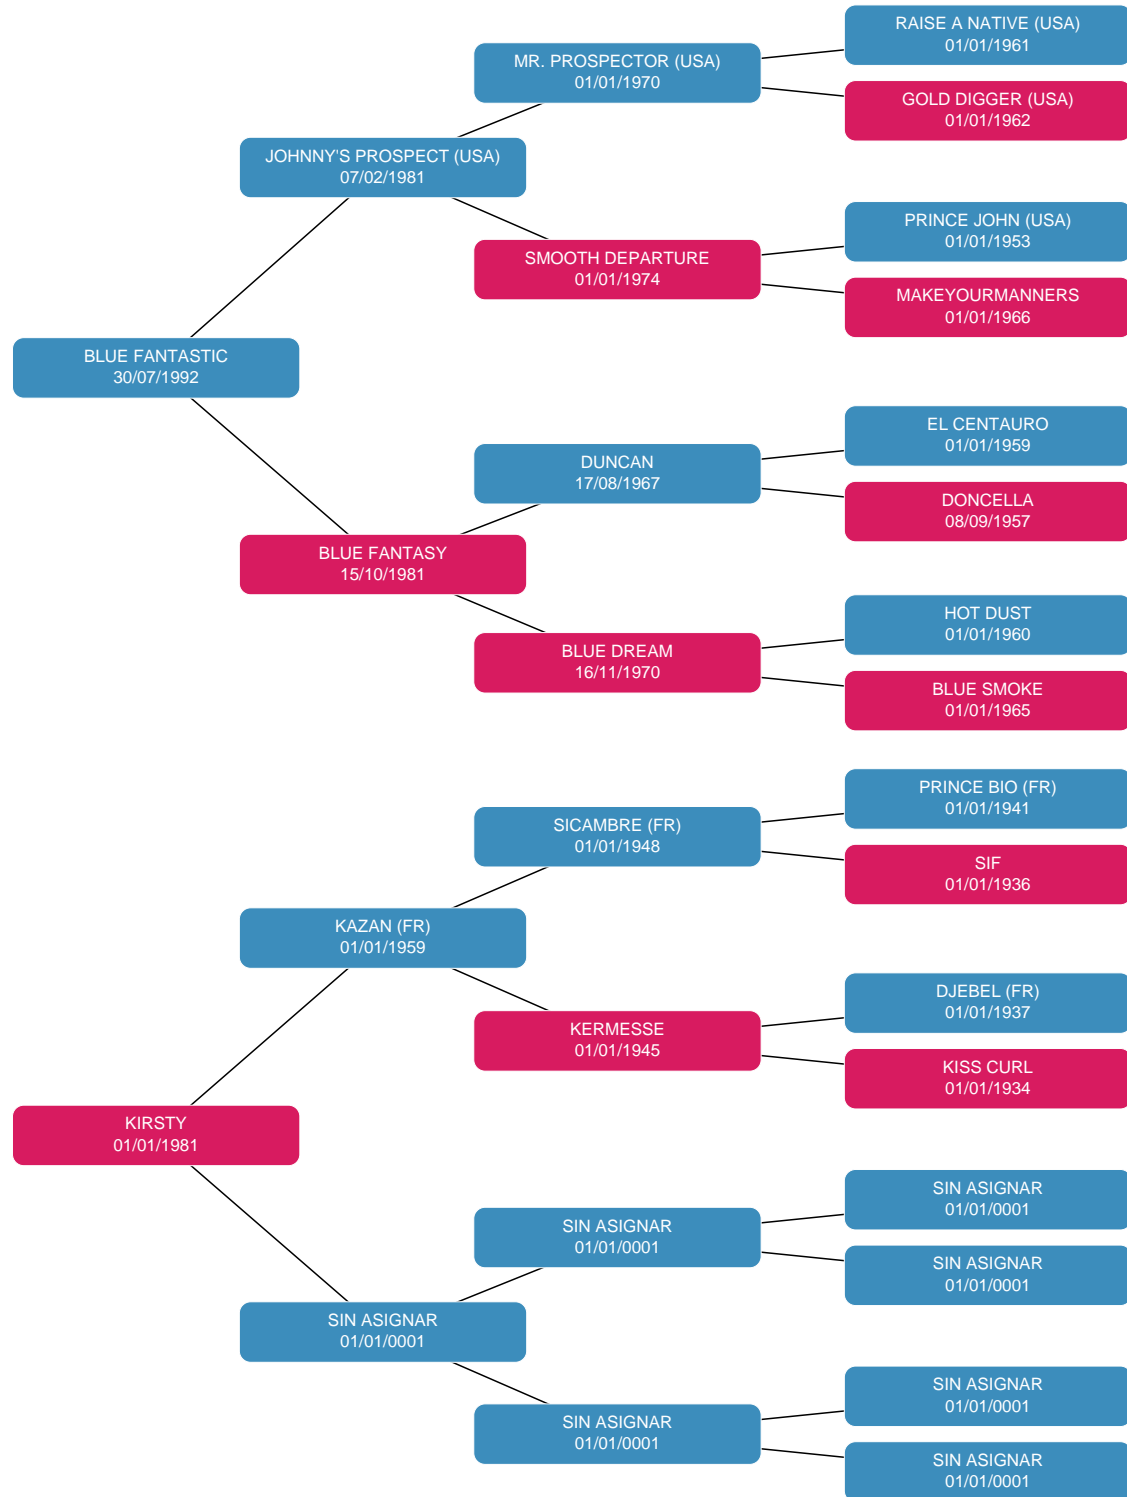 RAISE A NATIVE (USA)
01/01/1961
MR. PROSPECTOR (USA)
01/01/1970
GOLD DIGGER (USA)
01/01/1962
JOHNNY'S PROSPECT (USA)
07/02/1981
PRINCE JOHN (USA)
01/01/1953
SMOOTH DEPARTURE
01/01/1974
MAKEYOURMANNERS
01/01/1966
BLUE FANTASTIC
30/07/1992
EL CENTAURO
01/01/1959
DUNCAN
17/08/1967
DONCELLA
08/09/1957
BLUE FANTASY
15/10/1981
HOT DUST
01/01/1960
BLUE DREAM
16/11/1970
BLUE SMOKE
01/01/1965
PRINCE BIO (FR)
01/01/1941
SICAMBRE (FR)
01/01/1948
SIF
01/01/1936
KAZAN (FR)
01/01/1959
DJEBEL (FR)
01/01/1937
KERMESSE
01/01/1945
KISS CURL
01/01/1934
KIRSTY
01/01/1981
SIN ASIGNAR
01/01/0001
SIN ASIGNAR
01/01/0001
SIN ASIGNAR
01/01/0001
SIN ASIGNAR
01/01/0001
SIN ASIGNAR
01/01/0001
SIN ASIGNAR
01/01/0001
SIN ASIGNAR
01/01/0001